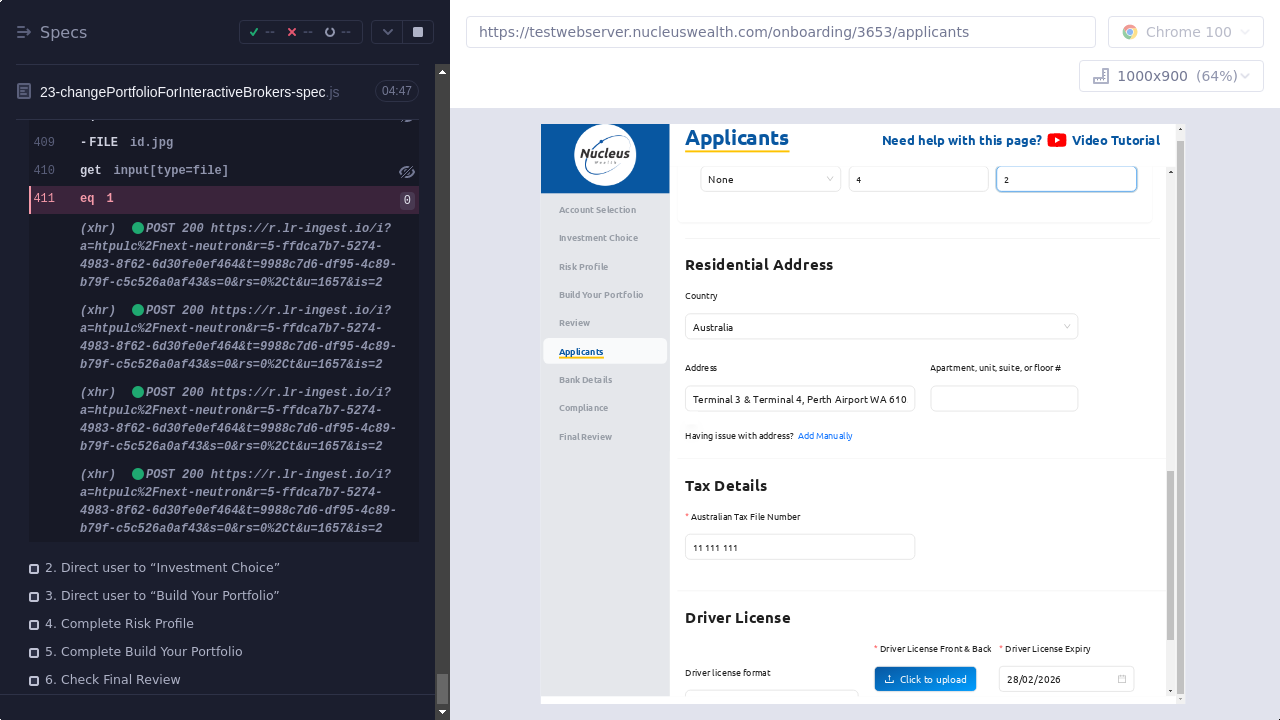 Specs
--
--
--
https://testwebserver.nucleuswealth.com/onboarding/3653/applicants
Chrome 100
1000x900 (64%)
23-changePortfolioForInteractiveBrokers-spec.js
04:47
409 -FILE id.jpg
410 get input[type=file]
411 eq 1
0
(xhr) POST 200 https://r.lr-ingest.io/i?
a=htpulc%2Fnext-neutron&r=5-ffdca7b7-5274-
4983-8f62-6d30fe0ef464&t=9988c7d6-df95-4c89-
b79f-c5c526a0af43&s=0&rs=0%2Ct&u=1657&is=2
(xhr) POST 200 https://r.lr-ingest.io/i?
a=htpulc%2Fnext-neutron&r=5-ffdca7b7-5274-
4983-8f62-6d30fe0ef464&t=9988c7d6-df95-4c89-
b79f-c5c526a0af43&s=0&rs=0%2Ct&u=1657&is=2
(xhr) POST 200 https://r.lr-ingest.io/i?
a=htpulc%2Fnext-neutron&r=5-ffdca7b7-5274-
4983-8f62-6d30fe0ef464&t=9988c7d6-df95-4c89-
b79f-c5c526a0af43&s=0&rs=0%2Ct&u=1657&is=2
(xhr) POST 200 https://r.lr-ingest.io/i?
a=htpulc%2Fnext-neutron&r=5-ffdca7b7-5274-
4983-8f62-6d30fe0ef464&t=9988c7d6-df95-4c89-
b79f-c5c526a0af43&s=0&rs=0%2Ct&u=1657&is=2
2. Direct user to “Investment Choice”
3. Direct user to “Build Your Portfolio”
4. Complete Risk Profile
5. Complete Build Your Portfolio
6. Check Final Review
Nucleus
Wealth
Account Selection
Investment Choice
Risk Profile
Build Your Portfolio
Review
Applicants
Bank Details
Compliance
Final Review
Applicants
Need help with this page? Video Tutorial
None
4
2
Residential Address
Country
Australia
Address
Apartment, unit, suite, or floor #
Terminal 3 & Terminal 4, Perth Airport WA 610
Having issue with address? Add Manually
Tax Details
* Australian Tax File Number
11 111 111
Driver License
* Driver License Front & Back
* Driver License Expiry
Driver license format
Click to upload
28/02/2026